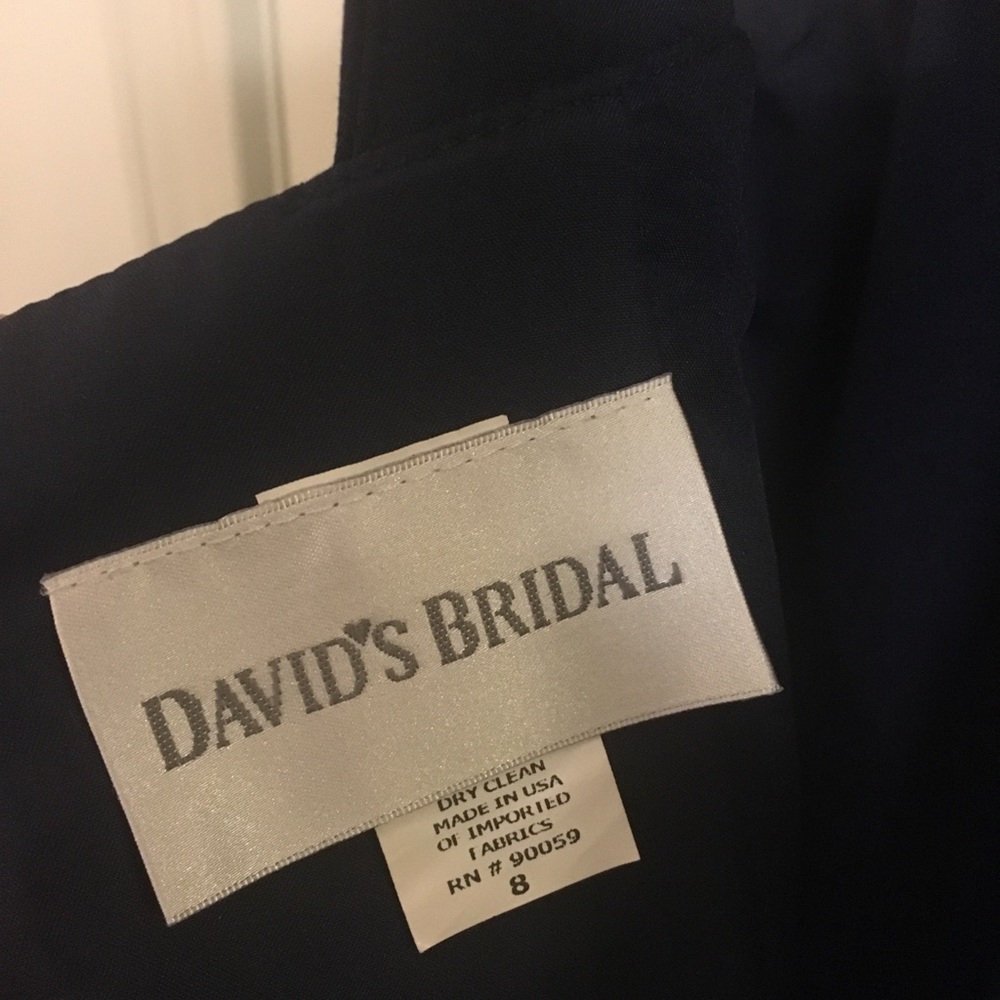 DAVID'S BRIDAL
DRY CLEAN
MADE IN USA
OF IMPORTED
FABRICS
RN # 90059
8